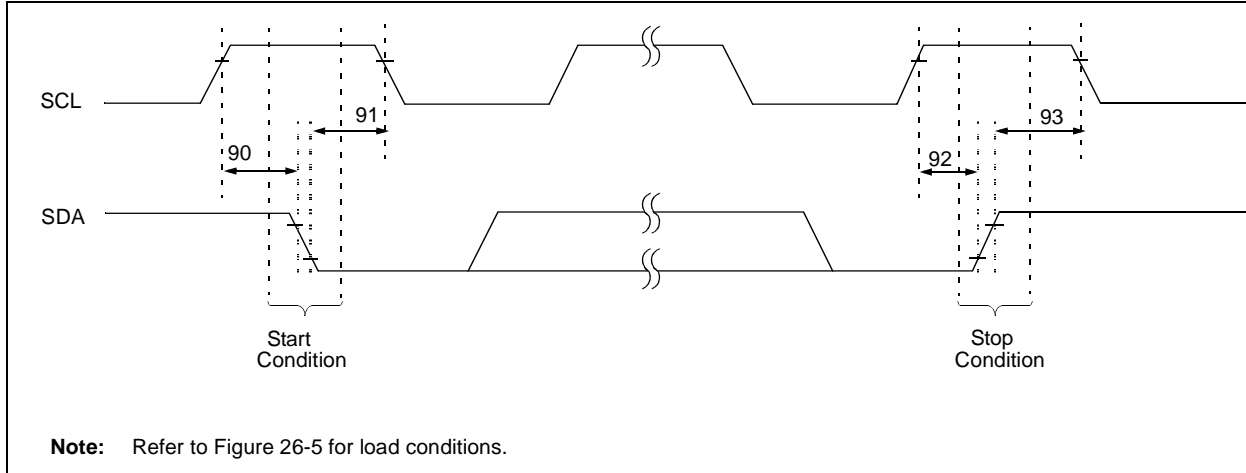 SCL
91
93
90
92
SDA
Start
Condition
Stop
Condition
Note: Refer to Figure 26-5 for load conditions.